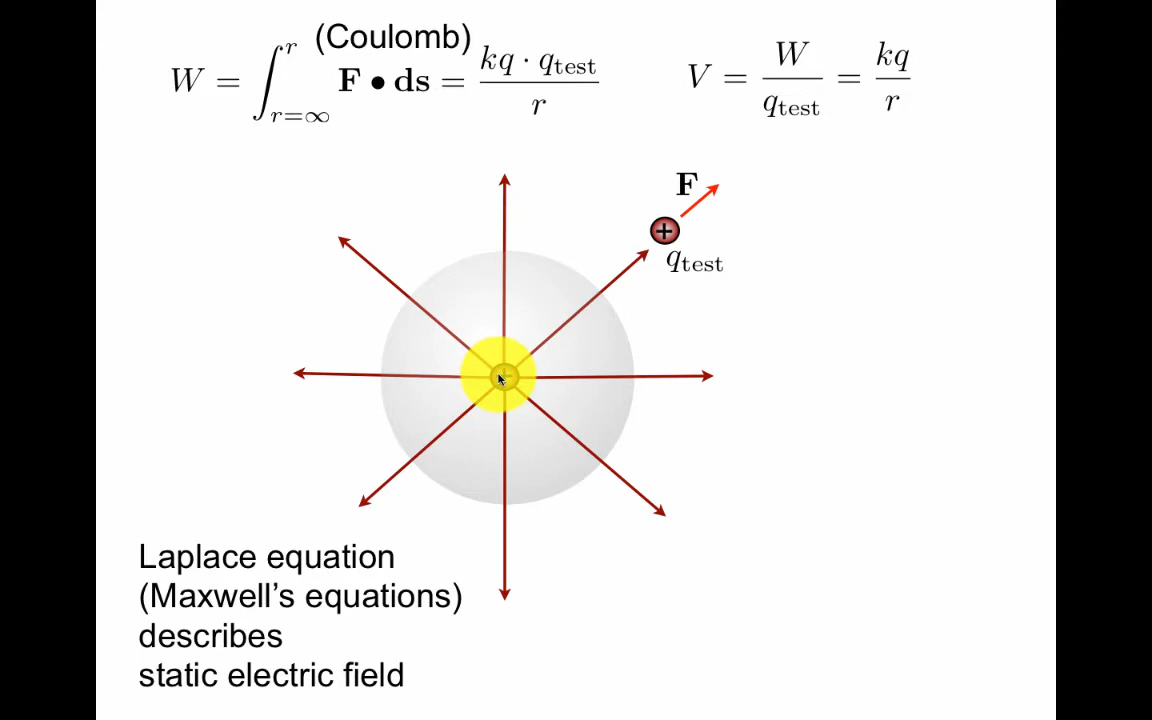 (Coulomb)
W = ∫_{r=∞}^{r} F • ds = kq · q_test / r
V = W / q_test = kq / r
F
+
q_test
+
Laplace equation
(Maxwell’s equations)
describes
static electric field